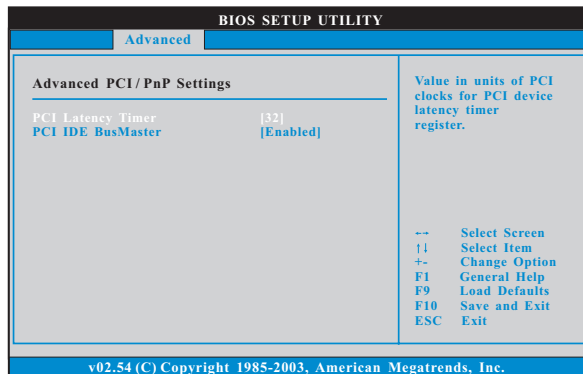 BIOS SETUP UTILITY
Advanced
Advanced PCI / PnP Settings
PCI Latency Timer [32]
PCI IDE BusMaster [Enabled]
Value in units of PCI
clocks for PCI device
latency timer
register.
←→ Select Screen
↑↓ Select Item
+- Change Option
F1 General Help
F9 Load Defaults
F10 Save and Exit
ESC Exit
v02.54 (C) Copyright 1985-2003, American Megatrends, Inc.